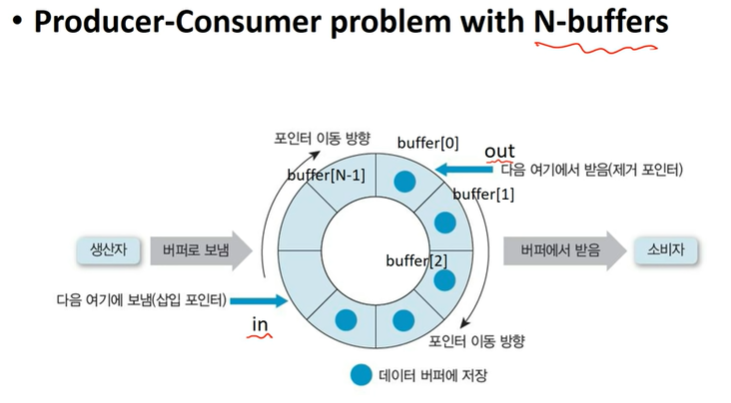 • Producer-Consumer problem with N-buffers
포인터 이동 방향
buffer[0]
out
다음 여기에서 받음(제거 포인터)
buffer[N-1]
buffer[1]
생산자
버퍼로 보냄
buffer[2]
버퍼에서 받음
소비자
다음 여기에 보냄(삽입 포인터)
in
포인터 이동 방향
데이터 버퍼에 저장